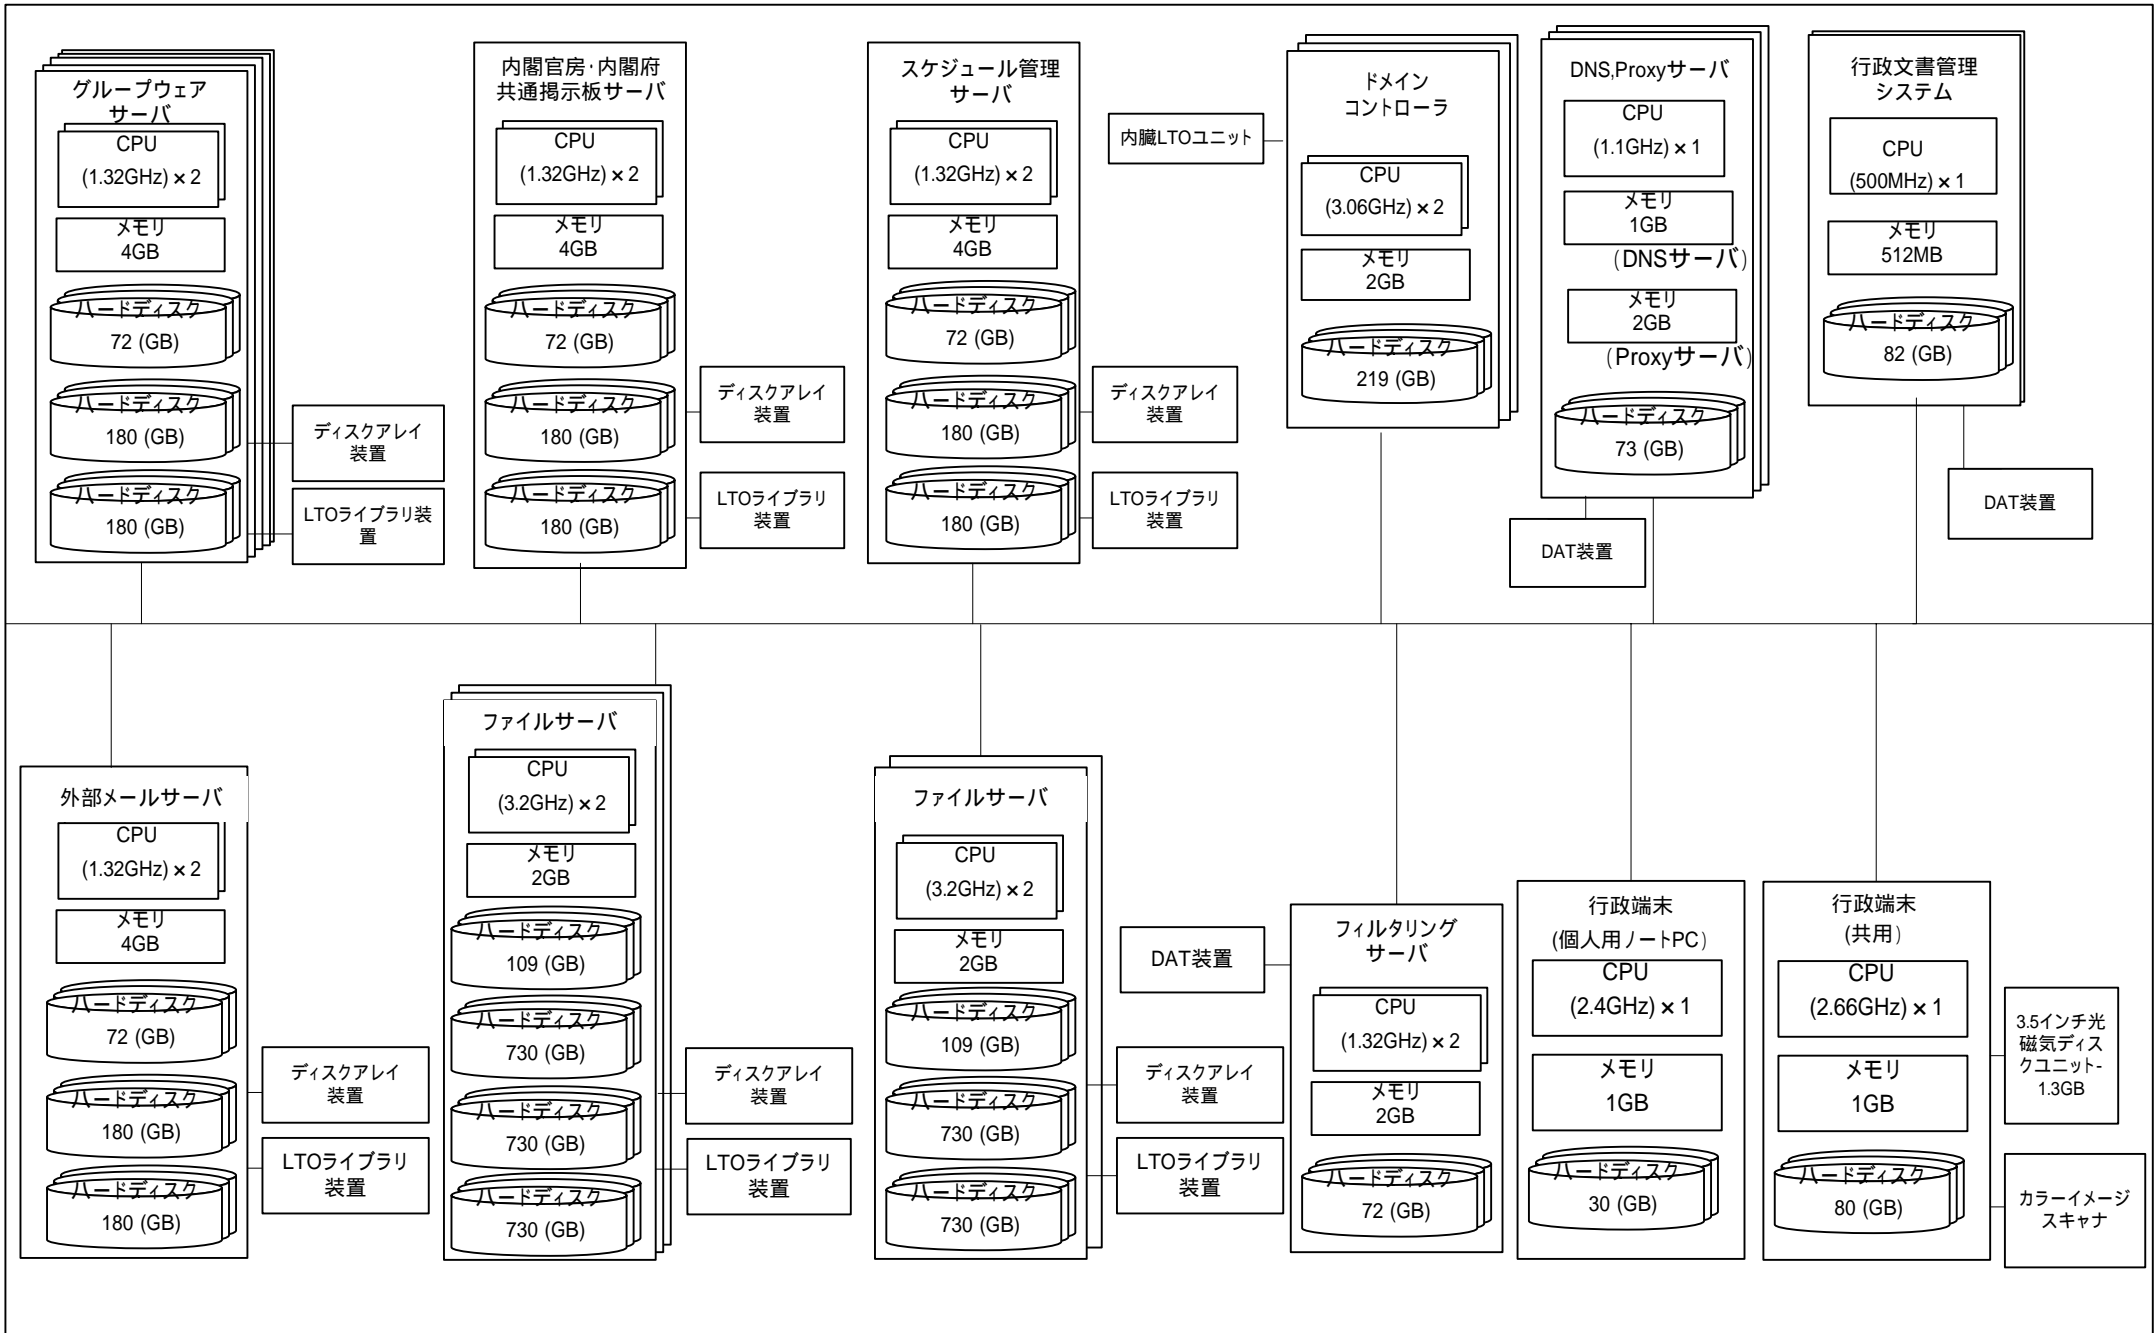 グループウェア
サーバ
CPU
(1.32GHz) × 2
メモリ
4GB
ハードディスク
72 (GB)
ハードディスク
180 (GB)
ハードディスク
180 (GB)
ディスクアレイ
装置
LTOライブラリ装
置
内閣官房・内閣府
共通掲示板サーバ
CPU
(1.32GHz) × 2
メモリ
4GB
ハードディスク
72 (GB)
ハードディスク
180 (GB)
ハードディスク
180 (GB)
ディスクアレイ
装置
LTOライブラリ
装置
スケジュール管理
サーバ
CPU
(1.32GHz) × 2
メモリ
4GB
ハードディスク
72 (GB)
ハードディスク
180 (GB)
ハードディスク
180 (GB)
ディスクアレイ
装置
LTOライブラリ
装置
内臓LTOユニット
ドメイン
コントローラ
CPU
(3.06GHz) × 2
メモリ
2GB
ハードディスク
219 (GB)
DNS,Proxyサーバ
CPU
(1.1GHz) × 1
メモリ
1GB
(DNSサーバ)
メモリ
2GB
(Proxyサーバ)
ハードディスク
73 (GB)
DAT装置
行政文書管理
システム
CPU
(500MHz) × 1
メモリ
512MB
ハードディスク
82 (GB)
DAT装置
外部メールサーバ
CPU
(1.32GHz) × 2
メモリ
4GB
ハードディスク
72 (GB)
ハードディスク
180 (GB)
ハードディスク
180 (GB)
ディスクアレイ
装置
LTOライブラリ
装置
ファイルサーバ
CPU
(3.2GHz) × 2
メモリ
2GB
ハードディスク
109 (GB)
ハードディスク
730 (GB)
ハードディスク
730 (GB)
ハードディスク
730 (GB)
ディスクアレイ
装置
LTOライブラリ
装置
ファイルサーバ
CPU
(3.2GHz) × 2
メモリ
2GB
ハードディスク
109 (GB)
ハードディスク
730 (GB)
ハードディスク
730 (GB)
ディスクアレイ
装置
LTOライブラリ
装置
DAT装置
フィルタリング
サーバ
CPU
(1.32GHz) × 2
メモリ
2GB
ハードディスク
72 (GB)
行政端末
(個人用ノートPC)
CPU
(2.4GHz) × 1
メモリ
1GB
ハードディスク
30 (GB)
行政端末
(共用)
CPU
(2.66GHz) × 1
メモリ
1GB
ハードディスク
80 (GB)
3.5インチ光
磁気ディス
クユニット-
1.3GB
カラーイメージ
スキャナ